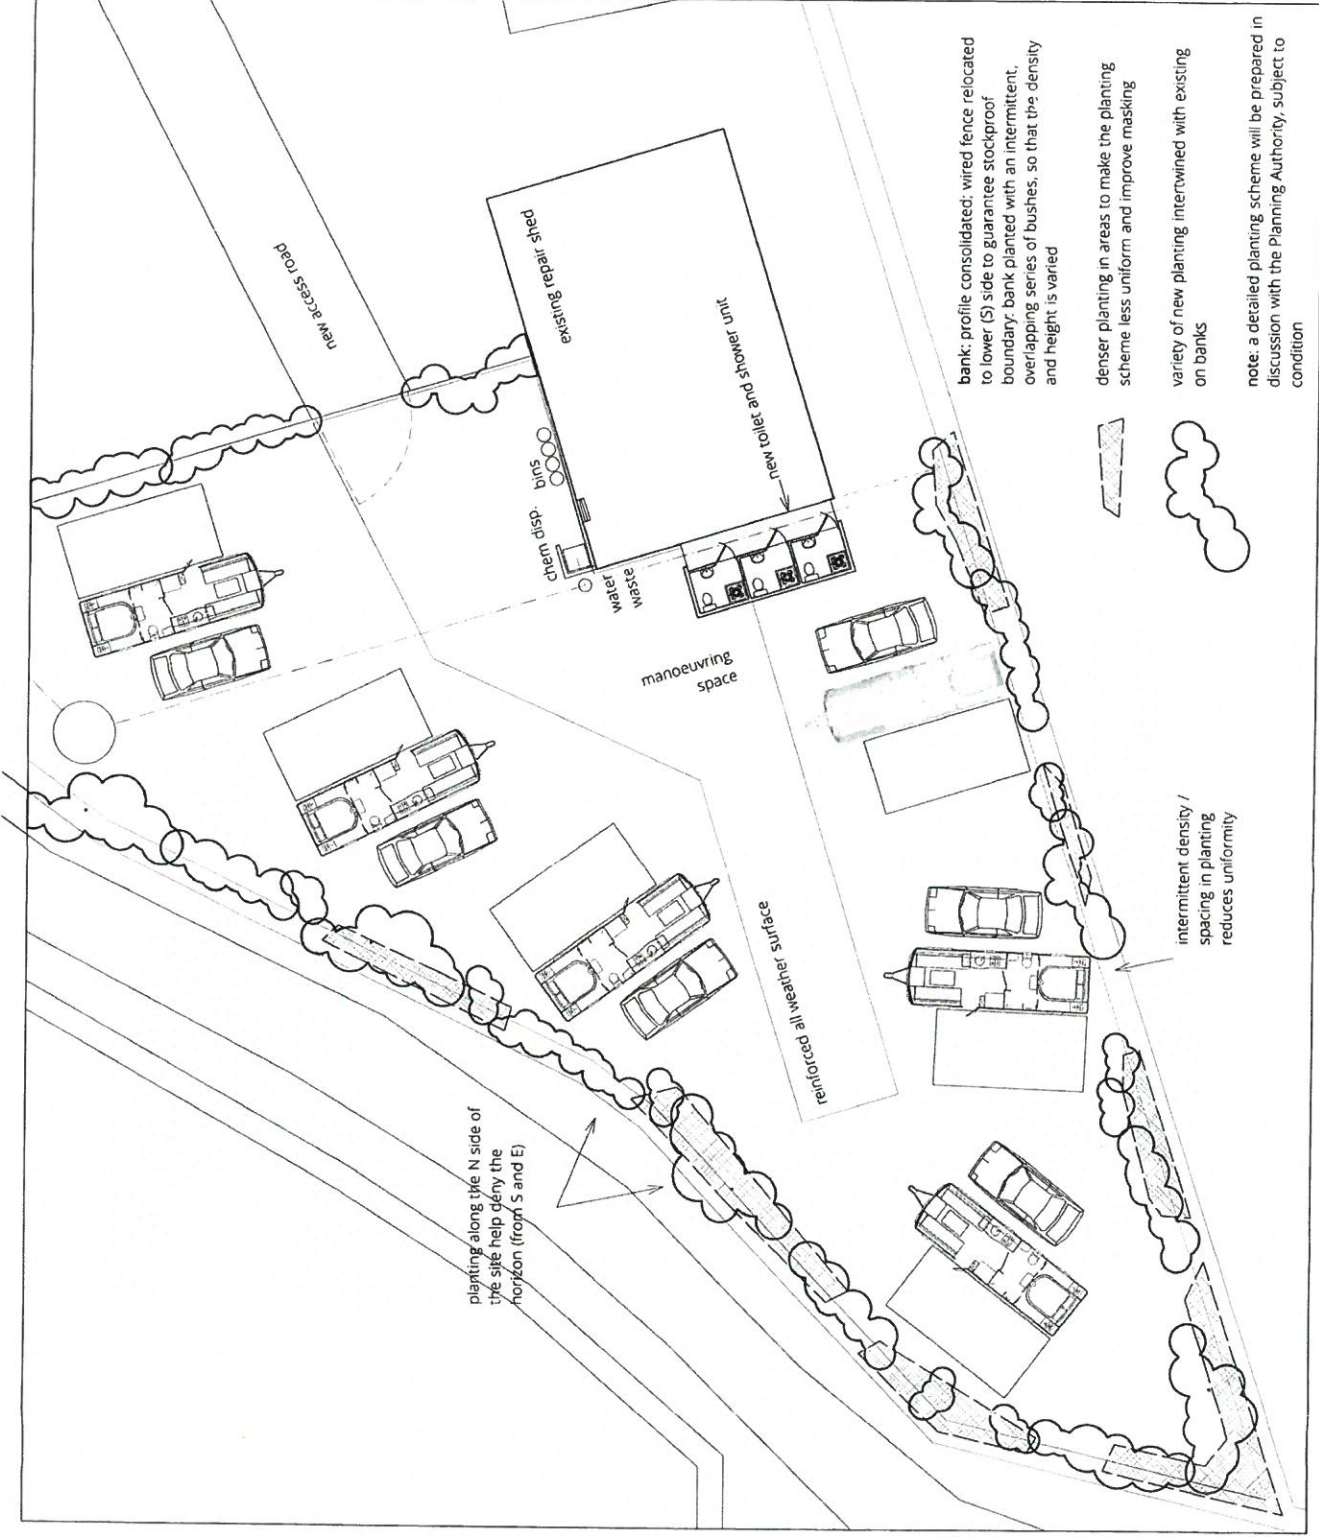 new access road
existing repair shed
bins
chem disp.
water
waste
new toilet and shower unit
manoeuvring
space
reinforced all weather surface
planting along the N side of
the site help deny the
horizon (from S and E)
intermittent density /
spacing in planting
reduces uniformity
bank: profile consolidated; wired fence relocated
to lower (S) side to guarantee stockproof
boundary: bank planted with an intermittent,
overlapping series of bushes, so that the density
and height is varied
denser planting in areas to make the planting
scheme less uniform and improve masking
variety of new planting intertwined with existing
on banks
note: a detailed planting scheme will be prepared in
discussion with the Planning Authority, subject to
condition